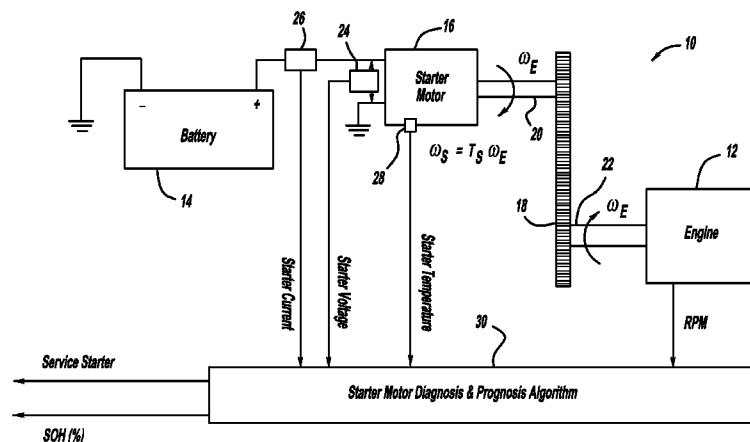 26
24
16
10
Starter
Motor
ωE
− +
Battery
20
12
28
ωS = TS ωE
22
14
18
ωE
Engine
Starter Current
Starter Voltage
Starter Temperature
RPM
30
Service Starter
Starter Motor Diagnosis & Prognosis Algorithm
SOH (%)